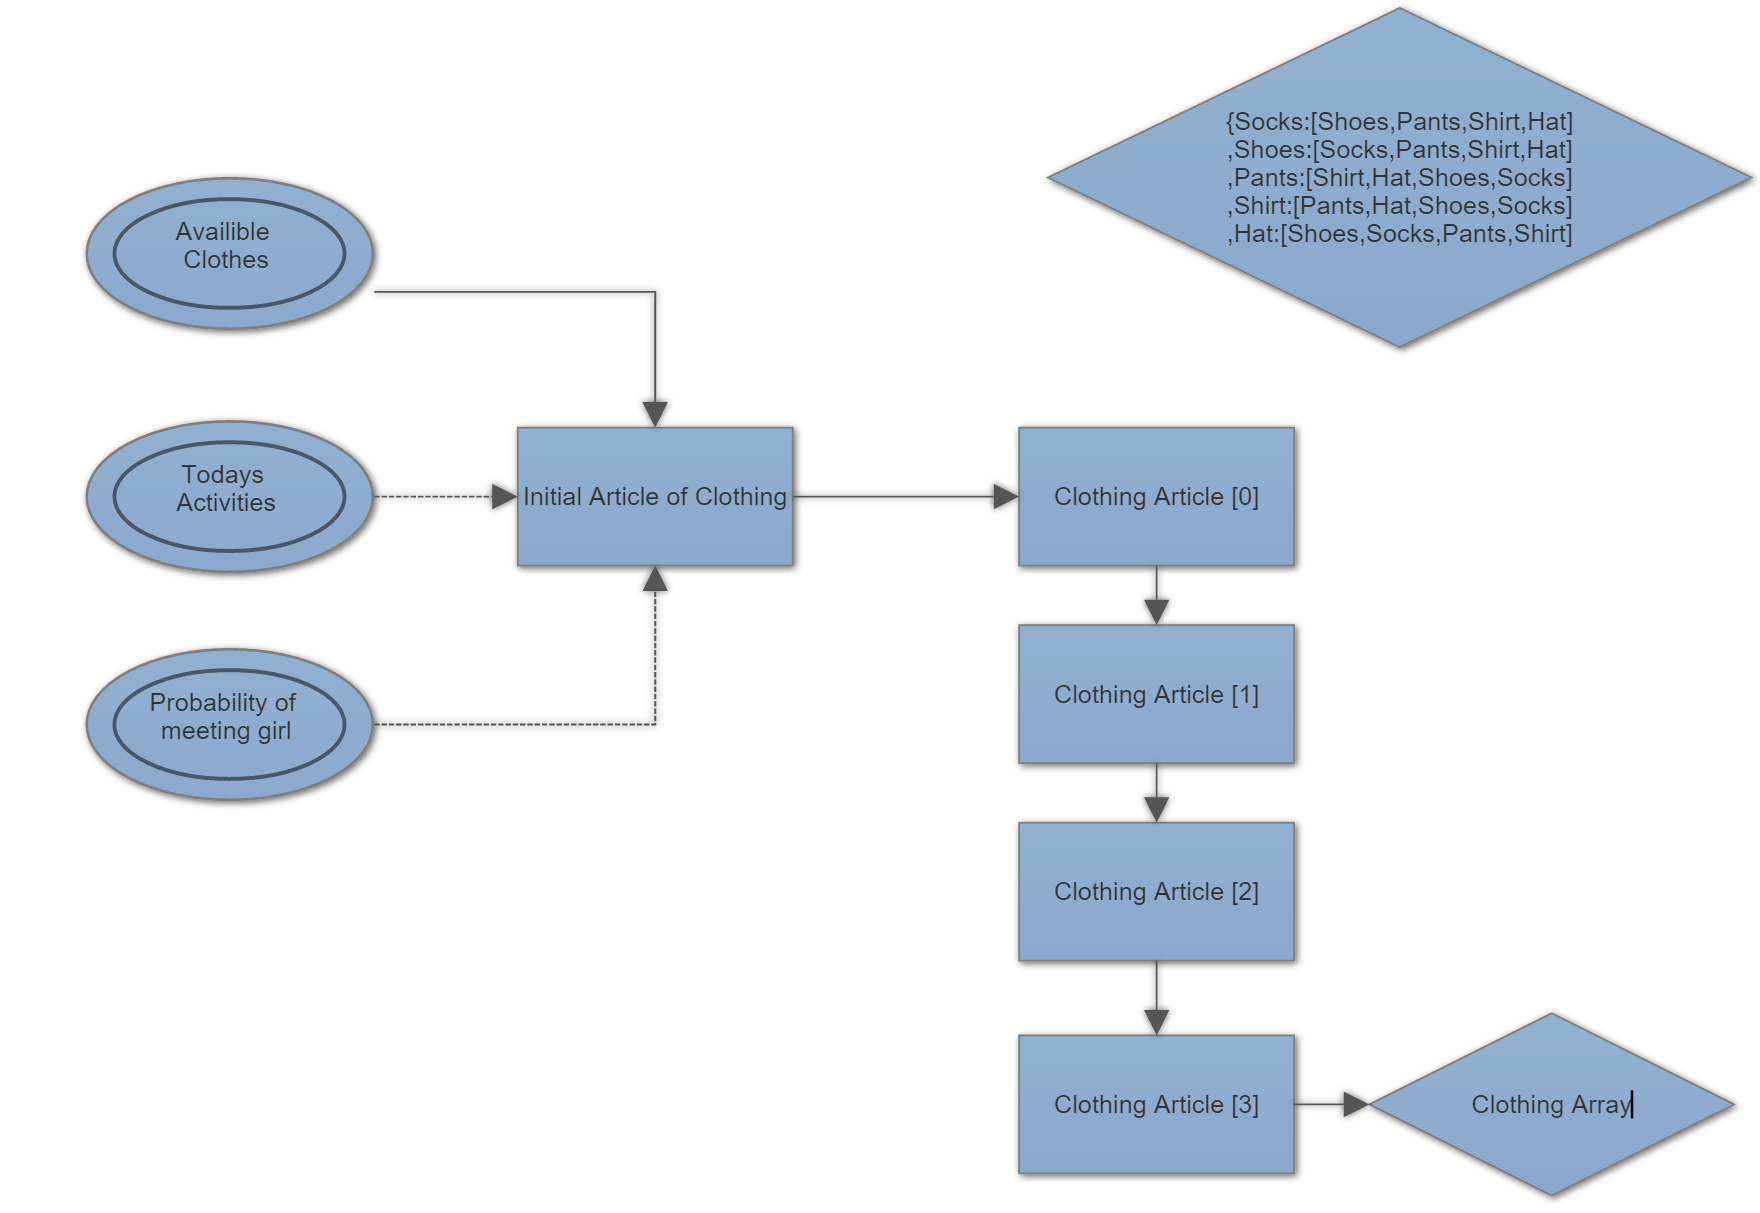 {Socks:[Shoes,Pants,Shirt,Hat]
,Shoes:[Socks,Pants,Shirt,Hat]
,Pants:[Shirt,Hat,Shoes,Socks]
,Shirt:[Pants,Hat,Shoes,Socks]
,Hat:[Shoes,Socks,Pants,Shirt]
Availible
Clothes
Todays
Activities
Initial Article of Clothing
Clothing Article [0]
Probability of
meeting girl
Clothing Article [1]
Clothing Article [2]
Clothing Article [3]
Clothing Array